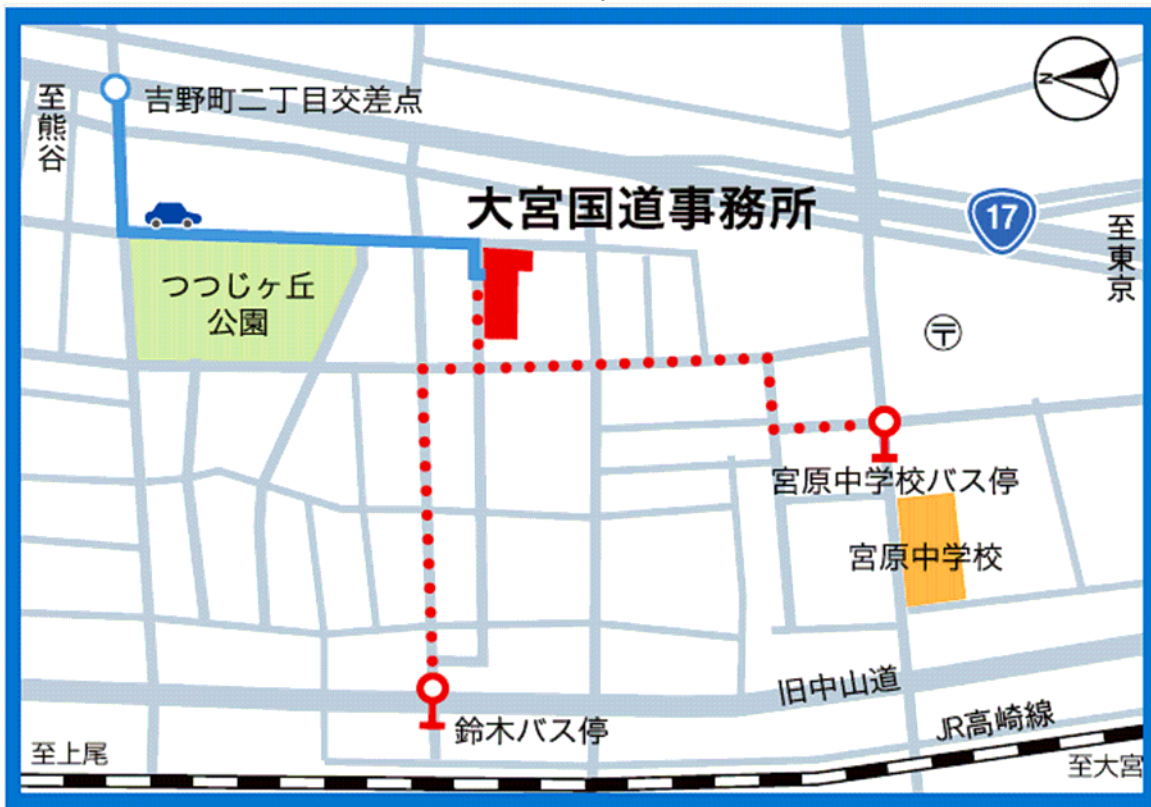 至熊谷
吉野町二丁目交差点
N
大宮国道事務所
17
至東京
つつじヶ丘
公園
〒
宮原中学校バス停
宮原中学校
旧中山道
鈴木バス停
JR高崎線
至上尾
至大宮